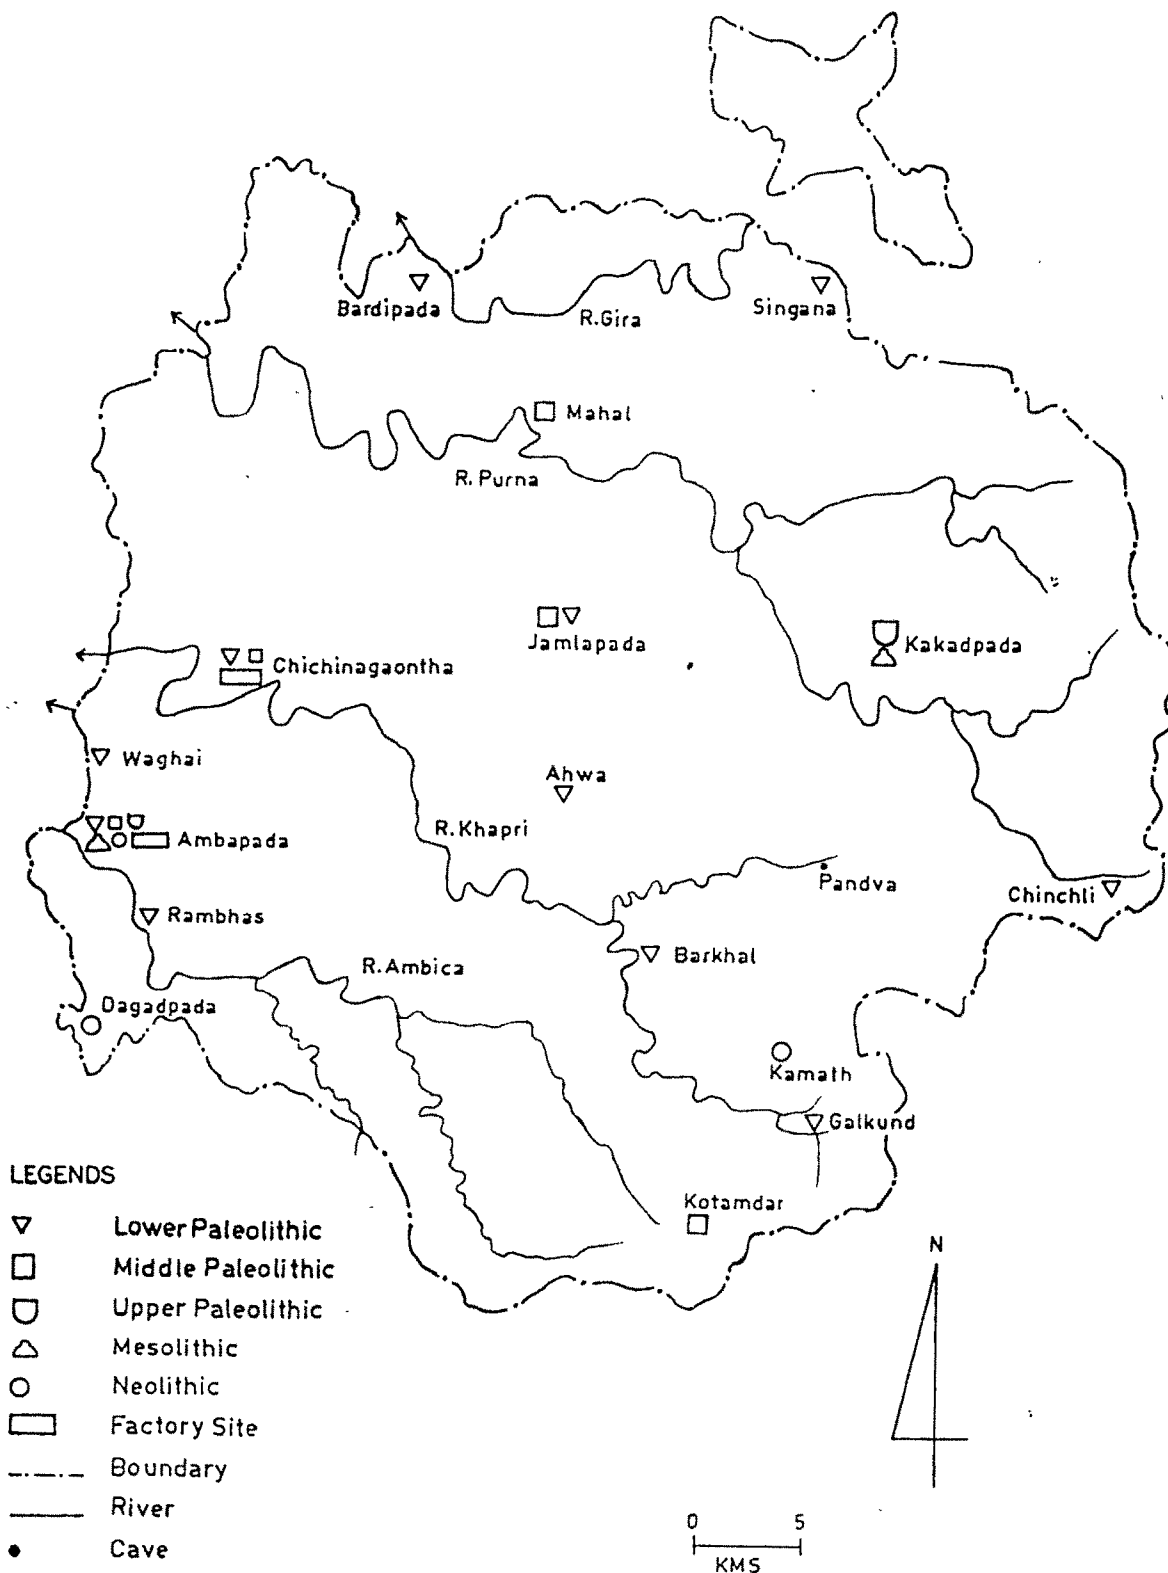 Bardipada
R.Gira
Singana
Mahal
R. Purna
Jamlapada
Kakadpada
Chichinagaontha
Waghai
Ahwa
R.Khapri
Ambapada
Pandva
Chinchli
Rambhas
Barkhal
R.Ambica
Dagadpada
Kamath
Galkund
Kotamdar
LEGENDS
Lower Paleolithic
Middle Paleolithic
Upper Paleolithic
Mesolithic
Neolithic
Factory Site
Boundary
River
Cave
N
0 5
KMS